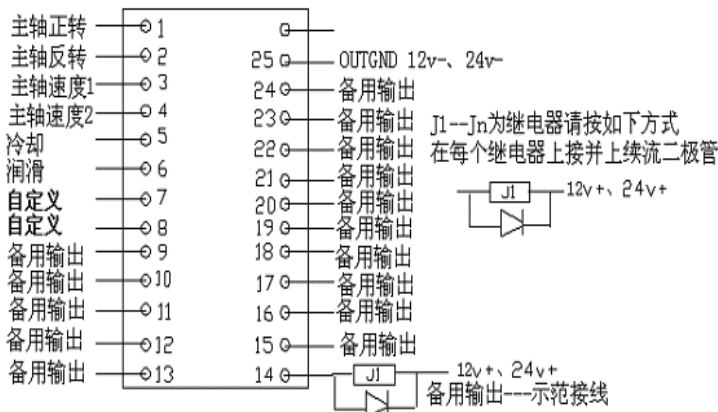 主轴正转 1
主轴反转 2
主轴速度1 3
主轴速度2 4
冷却 5
润滑 6
自定义 7
自定义 8
备用输出 9
备用输出 10
备用输出 11
备用输出 12
备用输出 13
25 OUTGND 12v-、24v-
24 备用输出
23 备用输出
22 备用输出
21 备用输出
20 备用输出
19 备用输出
18 备用输出
17 备用输出
16 备用输出
15 备用输出
14 J1 12v+、24v+
备用输出---示范接线
J1--Jn为继电器请按如下方式
在每个继电器上接并上续流二极管
J1 12v+、24v+